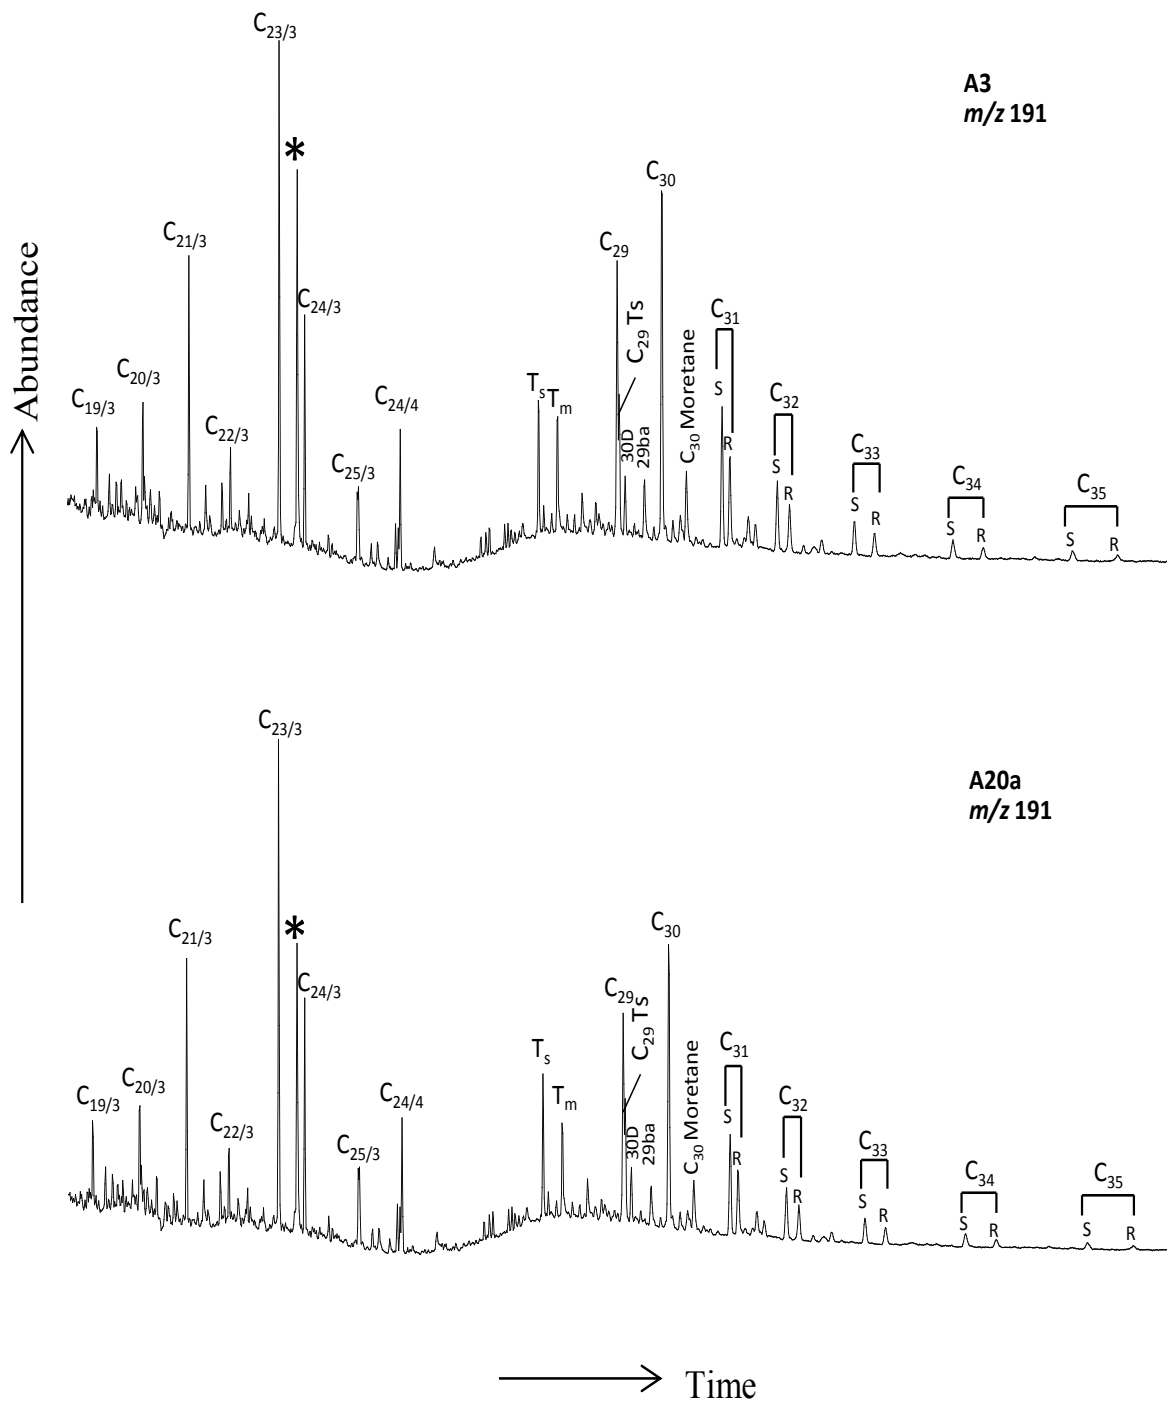 A3
m/z 191
C23/3
*
C21/3
C24/3
C20/3
C19/3
C22/3
C25/3
C24/4
Ts
Tm
C29
C29 Ts
30D
29ba
C30
C30 Moretane
C31
S
R
C32
S
R
C33
S
R
C34
S
R
C35
S
R
Abundance
A20a
m/z 191
C23/3
*
C21/3
C24/3
C20/3
C19/3
C22/3
C25/3
C24/4
Ts
Tm
C29
C29 Ts
30D
29ba
C30
C30 Moretane
C31
S
R
C32
S
R
C33
S
R
C34
S
R
C35
S
R
Time